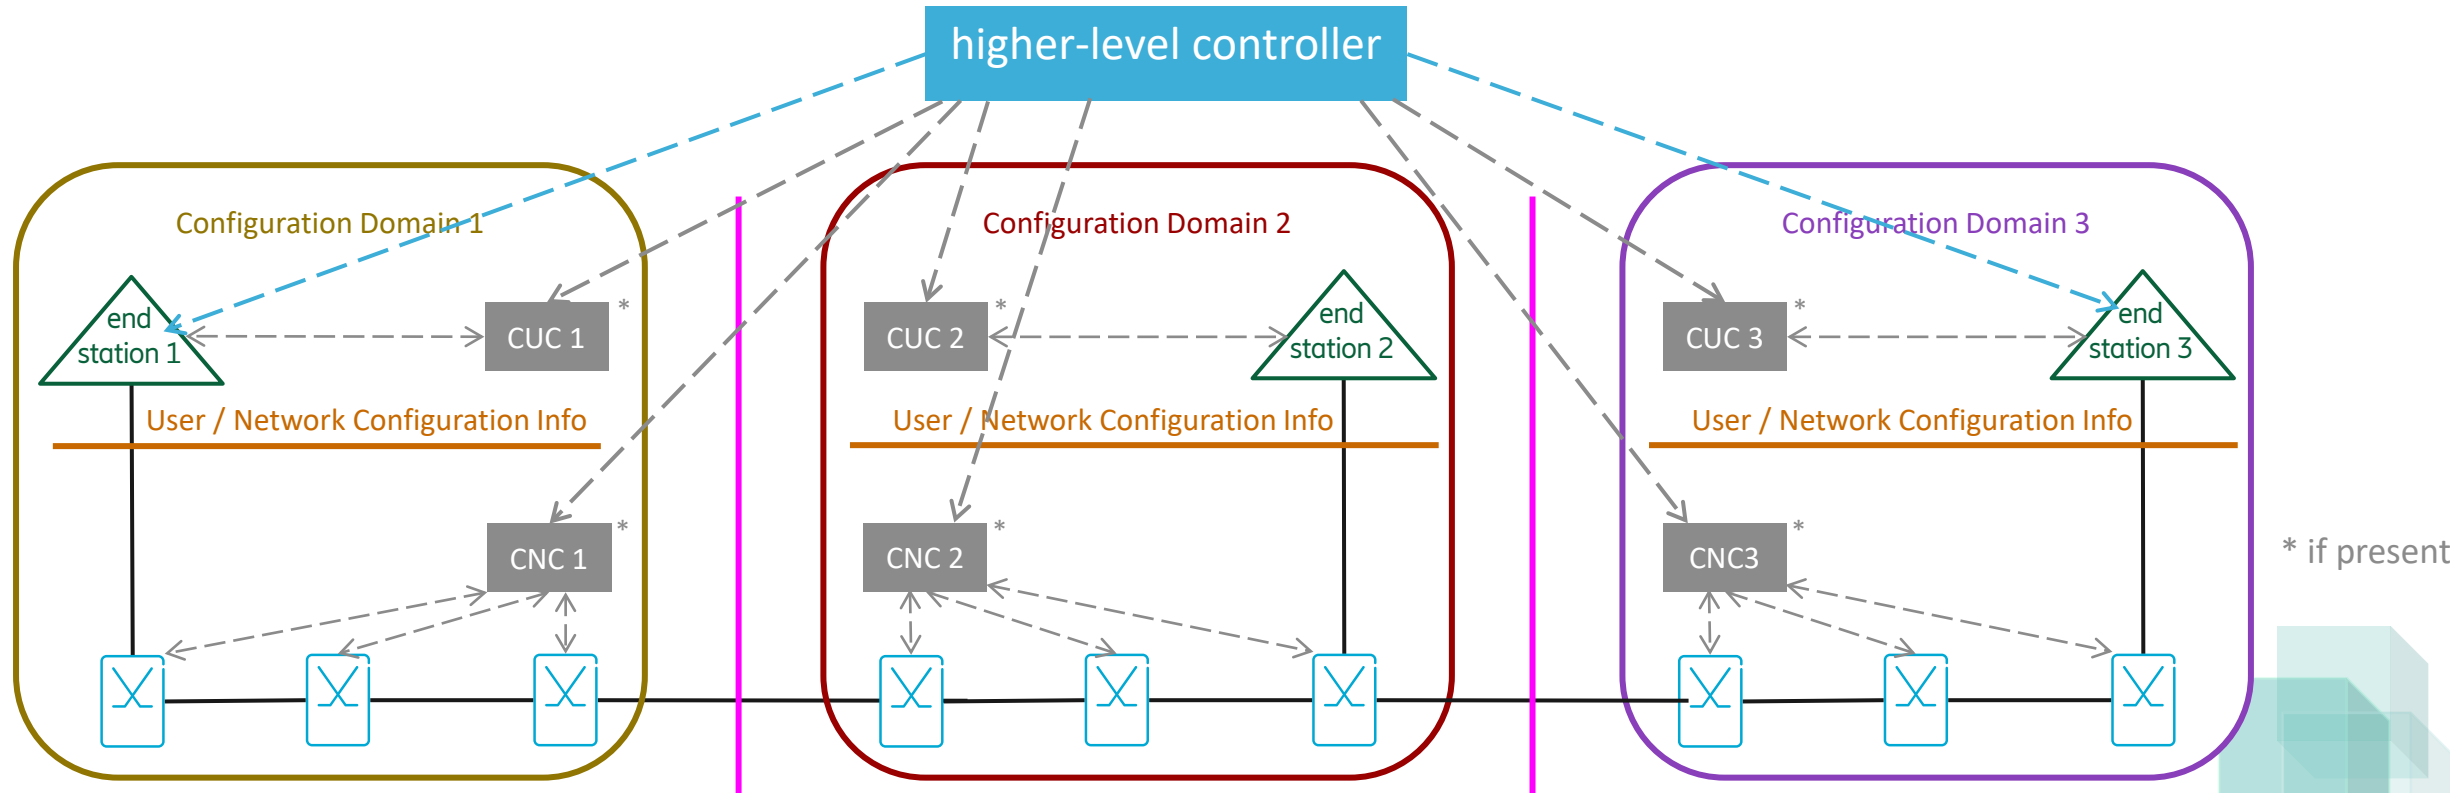 higher-level controller
Configuration Domain 1
Configuration Domain 2
Configuration Domain 3
end
station 1
CUC 1
*
CUC 2
*
end
station 2
CUC 3
*
end
station 3
User / Network Configuration Info
User / Network Configuration Info
User / Network Configuration Info
CNC 1
*
CNC 2
*
CNC3
*
* if present